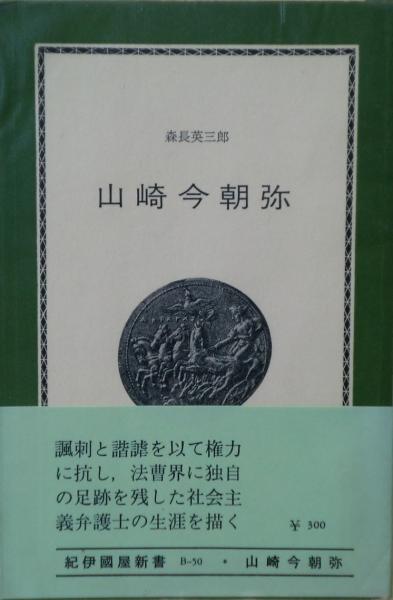 森長英三郎
山崎今朝弥
諷刺と諧謔を以て権力
に抗し，法曹界に独自
の足跡を残した社会主
義弁護士の生涯を描く
¥ 300
紀伊國屋新書 B–50 * 山崎今朝弥